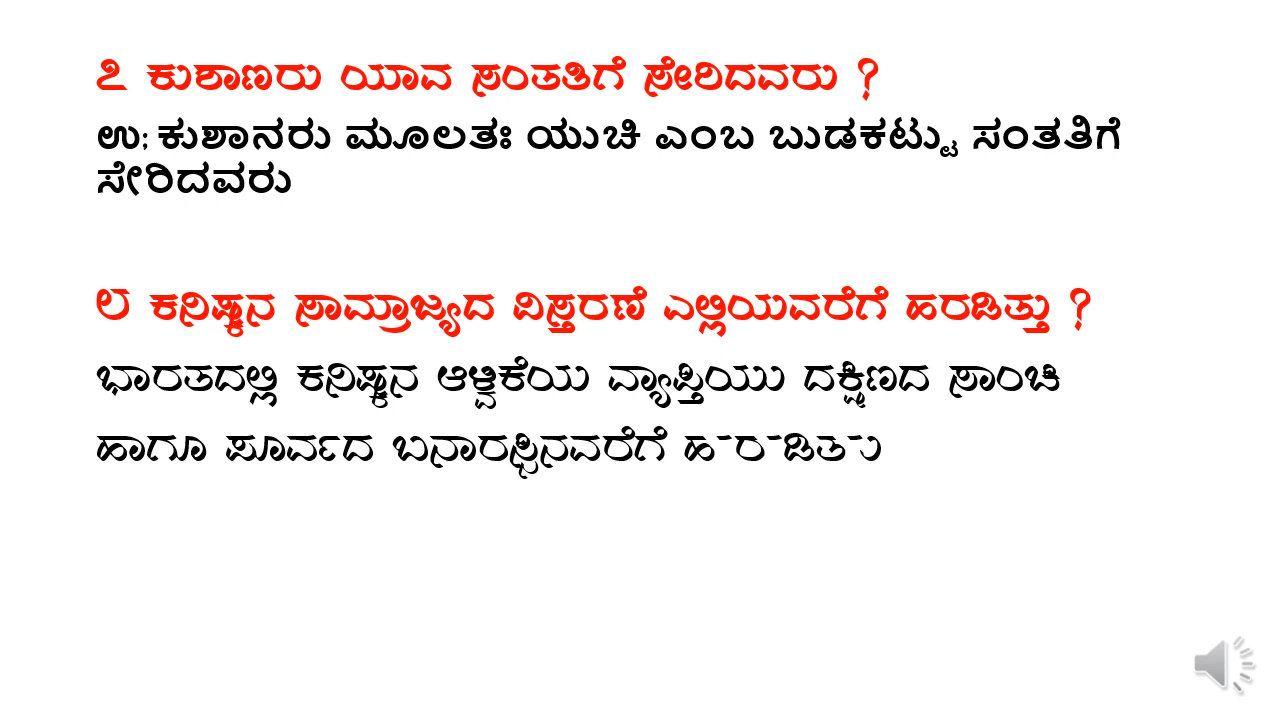 ೭ ಕುಶಾಣರು ಯಾವ ಸಂತತಿಗೆ ಸೇರಿದವರು ?
ಉ; ಕುಶಾನರು ಮೂಲತಃ ಯುಚಿ ಎಂಬ ಬುಡಕಟ್ಟು ಸಂತತಿಗೆ
ಸೇರಿದವರು
೮ ಕನಿಷ್ಕನ ಸಾಮ್ರಾಜ್ಯದ ವಿಸ್ತರಣೆ ಎಲ್ಲಿಯವರೆಗೆ ಹರಡಿತ್ತು ?
ಭಾರತದಲ್ಲಿ ಕನಿಷ್ಕನ ಆಳ್ವಿಕೆಯ ವ್ಯಾಪ್ತಿಯು ದಕ್ಷಿಣದ ಸಾಂಚಿ
ಹಾಗೂ ಪೂರ್ವದ ಬನಾರಸ್ಸಿನವರೆಗೆ